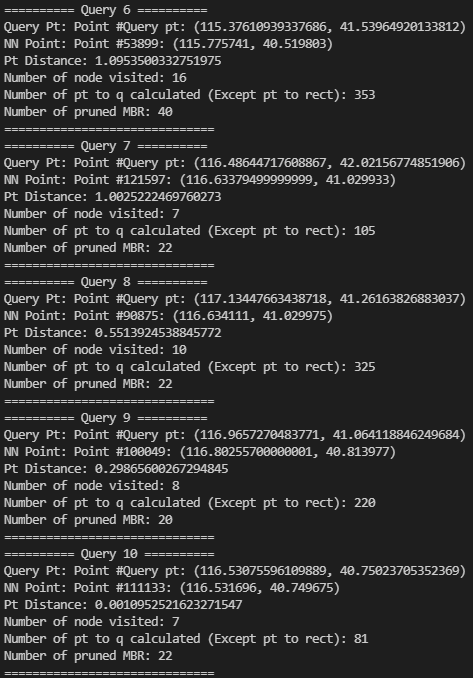 ========== Query 6 ==========
Query Pt: Point #Query pt: (115.37610939337686, 41.53964920133812)
NN Point: Point #53899: (115.775741, 40.519803)
Pt Distance: 1.0953500332751975
Number of node visited: 16
Number of pt to q calculated (Except pt to rect): 353
Number of pruned MBR: 40
==============================
========== Query 7 ==========
Query Pt: Point #Query pt: (116.48644717608867, 42.02156774851906)
NN Point: Point #121597: (116.63379499999999, 41.029933)
Pt Distance: 1.0025222469760273
Number of node visited: 7
Number of pt to q calculated (Except pt to rect): 105
Number of pruned MBR: 22
==============================
========== Query 8 ==========
Query Pt: Point #Query pt: (117.13447663438718, 41.26163826883037)
NN Point: Point #90875: (116.634111, 41.029975)
Pt Distance: 0.5513924538845772
Number of node visited: 10
Number of pt to q calculated (Except pt to rect): 325
Number of pruned MBR: 22
==============================
========== Query 9 ==========
Query Pt: Point #Query pt: (116.9657270483771, 41.064118846249684)
NN Point: Point #100049: (116.80255700000001, 40.813977)
Pt Distance: 0.29865600267294845
Number of node visited: 8
Number of pt to q calculated (Except pt to rect): 220
Number of pruned MBR: 20
==============================
========== Query 10 ==========
Query Pt: Point #Query pt: (116.53075596109889, 40.75023705352369)
NN Point: Point #111133: (116.531696, 40.749675)
Pt Distance: 0.0010952521623271547
Number of node visited: 7
Number of pt to q calculated (Except pt to rect): 81
Number of pruned MBR: 22
==============================